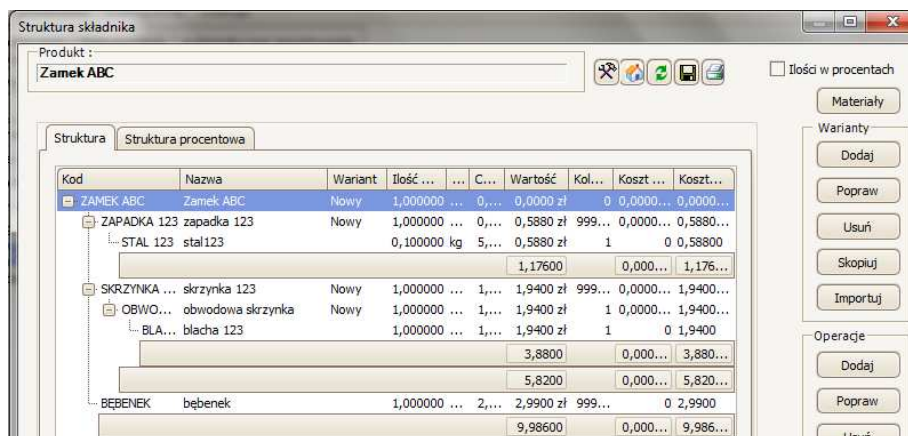 Struktura składnika
Produkt :
Zamek ABC
Ilości w procentach
Materiały
Warianty
Dodaj
Popraw
Usuń
Skopiuj
Importuj
Operacje
Dodaj
Popraw
Usuń
Struktura Struktura procentowa
Kod Nazwa Wariant Ilość ... ... C... Wartość Kol... Koszt ... Koszt...
ZAMEK ABC Zamek ABC Nowy 1,000000 ... 0,... 0,0000 zł 0 0,0000... 0,0000...
ZAPADKA 123 zapadka 123 Nowy 1,000000 ... 0,... 0,5880 zł 999... 0,0000... 0,5880...
STAL 123 stal123 0,100000 kg 5,... 0,5880 zł 1 0 0,58800
1,17600 0,000... 1,176...
SKRZYNKA ... skrzynka 123 Nowy 1,000000 ... 1,... 1,9400 zł 999... 0,0000... 1,9400...
OBWO... obwodowa skrzynka Nowy 1,000000 ... 1,... 1,9400 zł 1 0,0000... 1,9400...
BLA... blacha 123 1,000000 ... 1,... 1,9400 zł 1 0 1,9400
3,8800 0,000... 3,880...
5,8200 0,000... 5,820...
BĘBENEK bębenek 1,000000 ... 2,... 2,9900 zł 999... 0 2,9900
9,98600 0,000... 9,986...